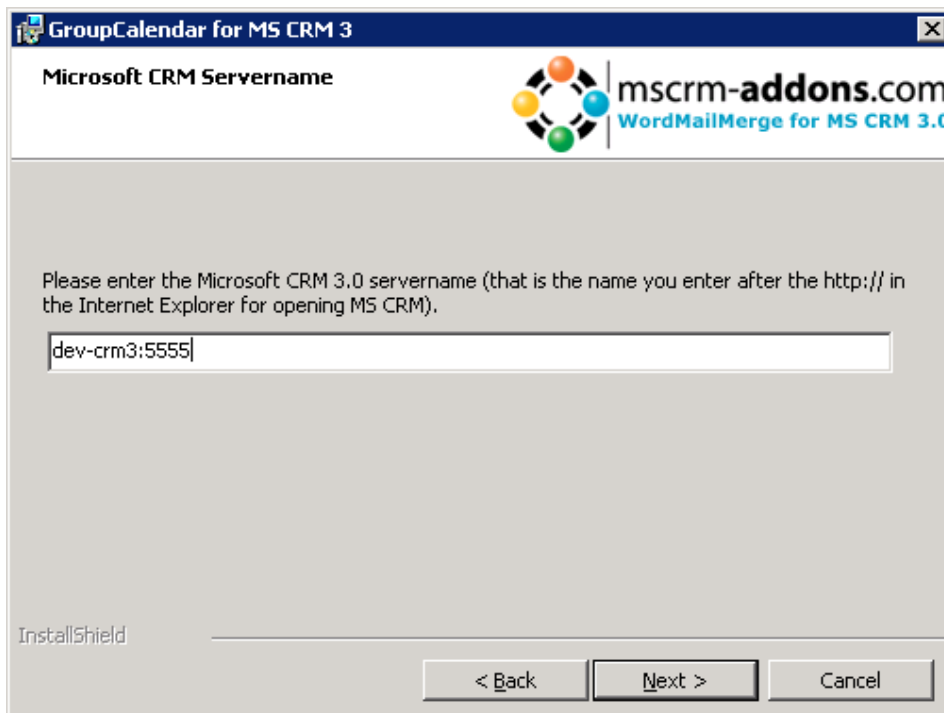 GroupCalendar for MS CRM 3
Microsoft CRM Servername
mscrm-addons.com
WordMailMerge for MS CRM 3.0
Please enter the Microsoft CRM 3.0 servername (that is the name you enter after the http:// in
the Internet Explorer for opening MS CRM).
dev-crm3:5555
InstallShield
< Back
Next >
Cancel